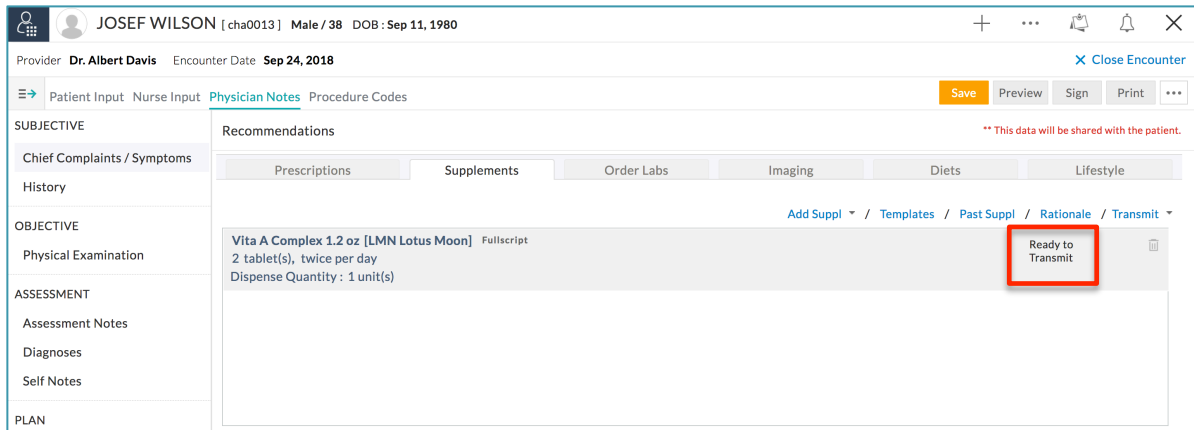 JOSEF WILSON [ cha0013 ] Male / 38 DOB : Sep 11, 1980
Provider Dr. Albert Davis Encounter Date Sep 24, 2018 X Close Encounter
Patient Input Nurse Input Physician Notes Procedure Codes Save Preview Sign Print
SUBJECTIVE
Chief Complaints / Symptoms
History
OBJECTIVE
Physical Examination
ASSESSMENT
Assessment Notes
Diagnoses
Self Notes
PLAN
Recommendations ** This data will be shared with the patient.
Prescriptions Supplements Order Labs Imaging Diets Lifestyle
Add Suppl / Templates / Past Suppl / Rationale / Transmit
Vita A Complex 1.2 oz [LMN Lotus Moon] Fullscript
2 tablet(s), twice per day
Dispense Quantity : 1 unit(s)
Ready to
Transmit